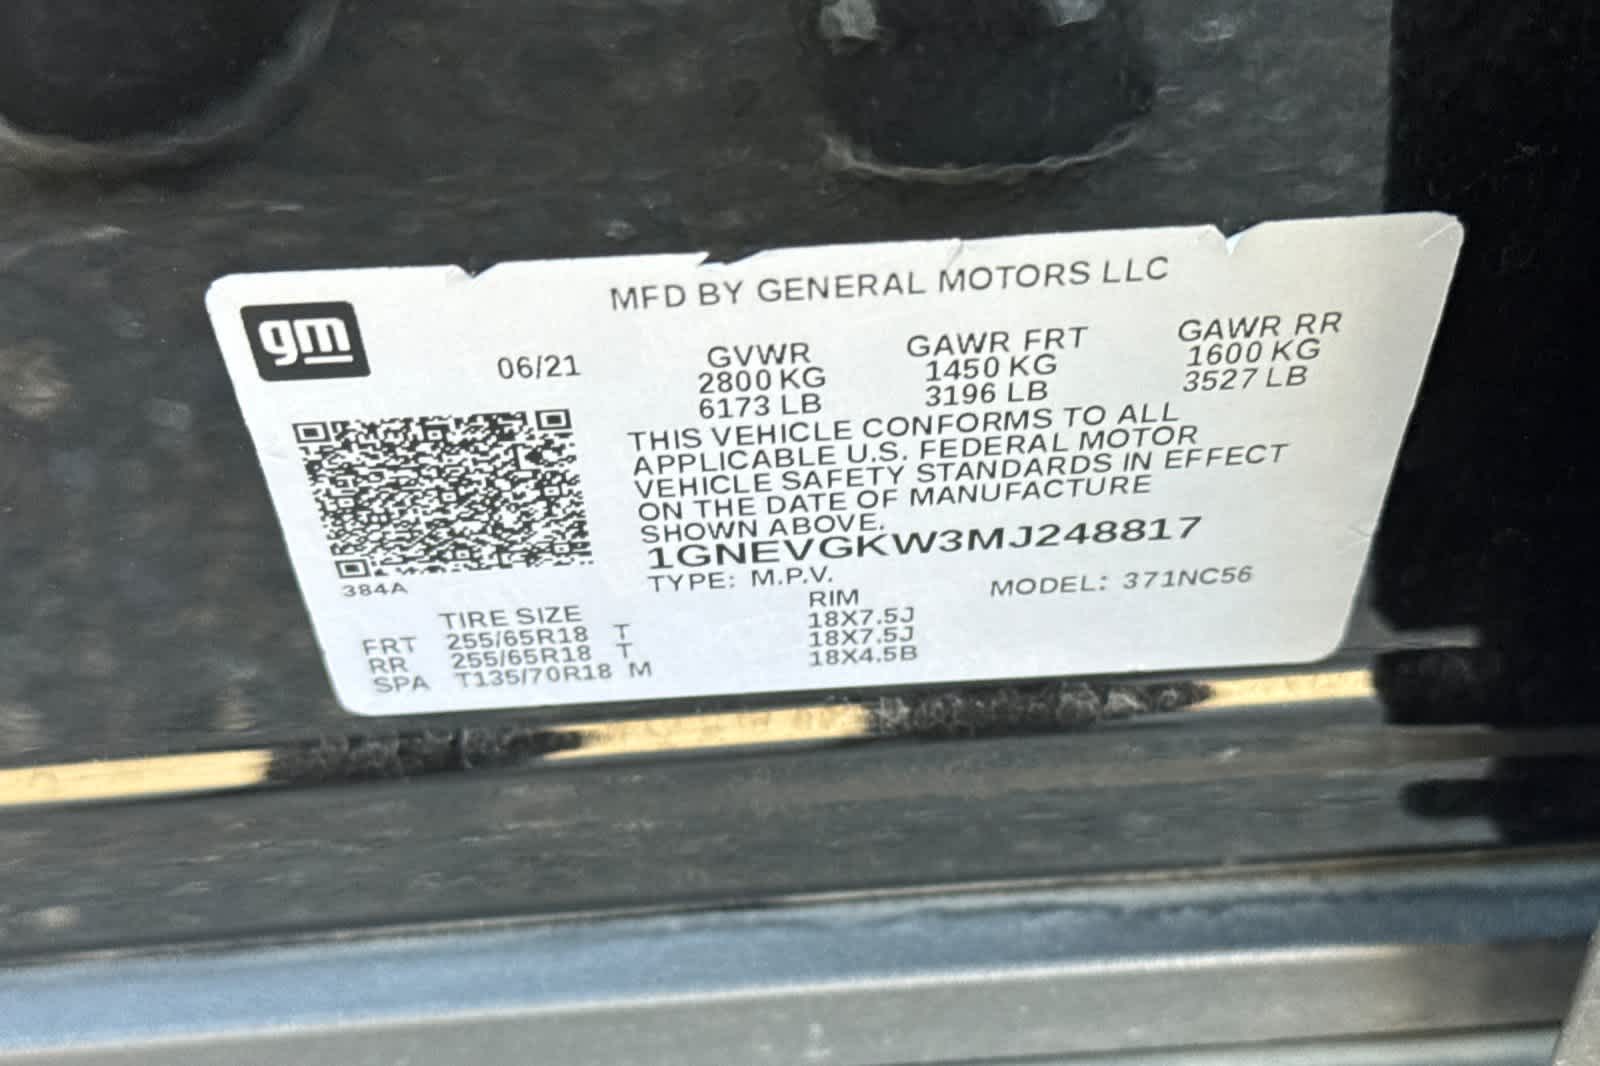 MFD BY GENERAL MOTORS LLC
gm
06/21
GVWR GAWR FRT GAWR RR
2800 KG 1450 KG 1600 KG
6173 LB 3196 LB 3527 LB
THIS VEHICLE CONFORMS TO ALL
APPLICABLE U.S. FEDERAL MOTOR
VEHICLE SAFETY STANDARDS IN EFFECT
ON THE DATE OF MANUFACTURE
SHOWN ABOVE.
1GNEVGKW3MJ248817
384A
TYPE: M.P.V. MODEL: 371NC56
TIRE SIZE RIM
FRT 255/65R18 T 18X7.5J
RR 255/65R18 T 18X7.5J
SPA T135/70R18 M 18X4.5B